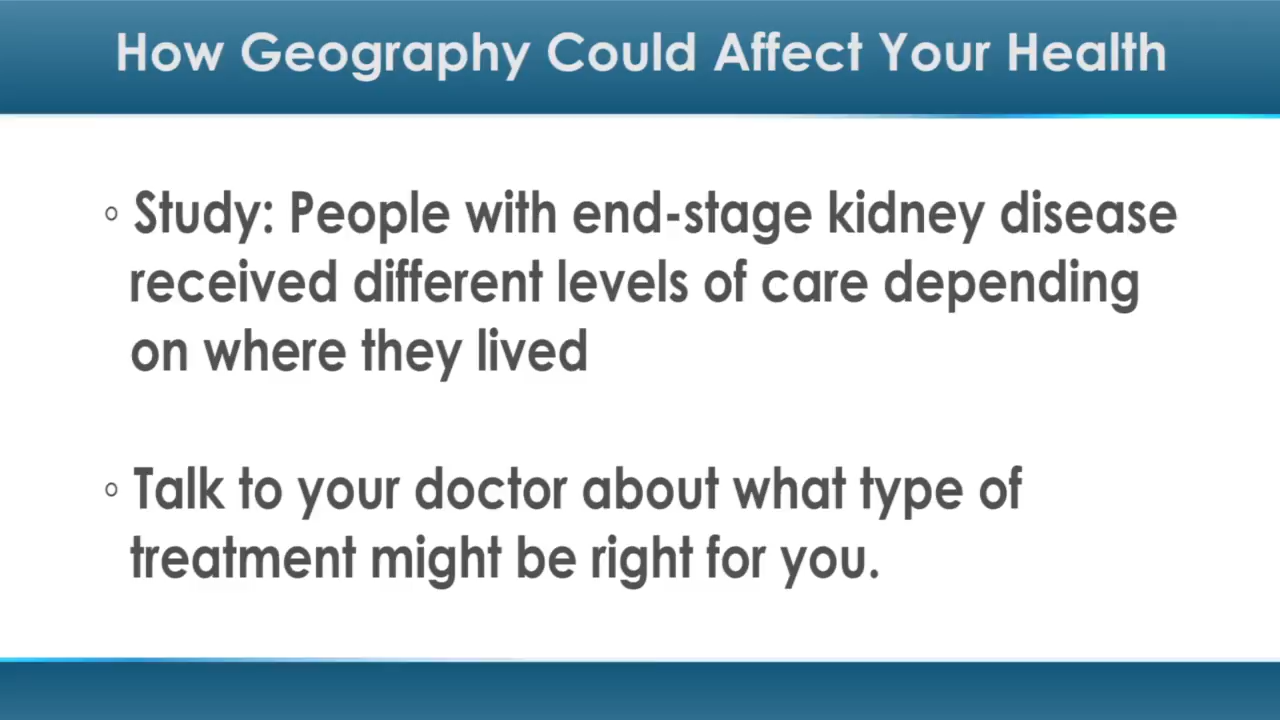 How Geography Could Affect Your Health
◦ Study: People with end-stage kidney disease
received different levels of care depending
on where they lived
◦ Talk to your doctor about what type of
treatment might be right for you.